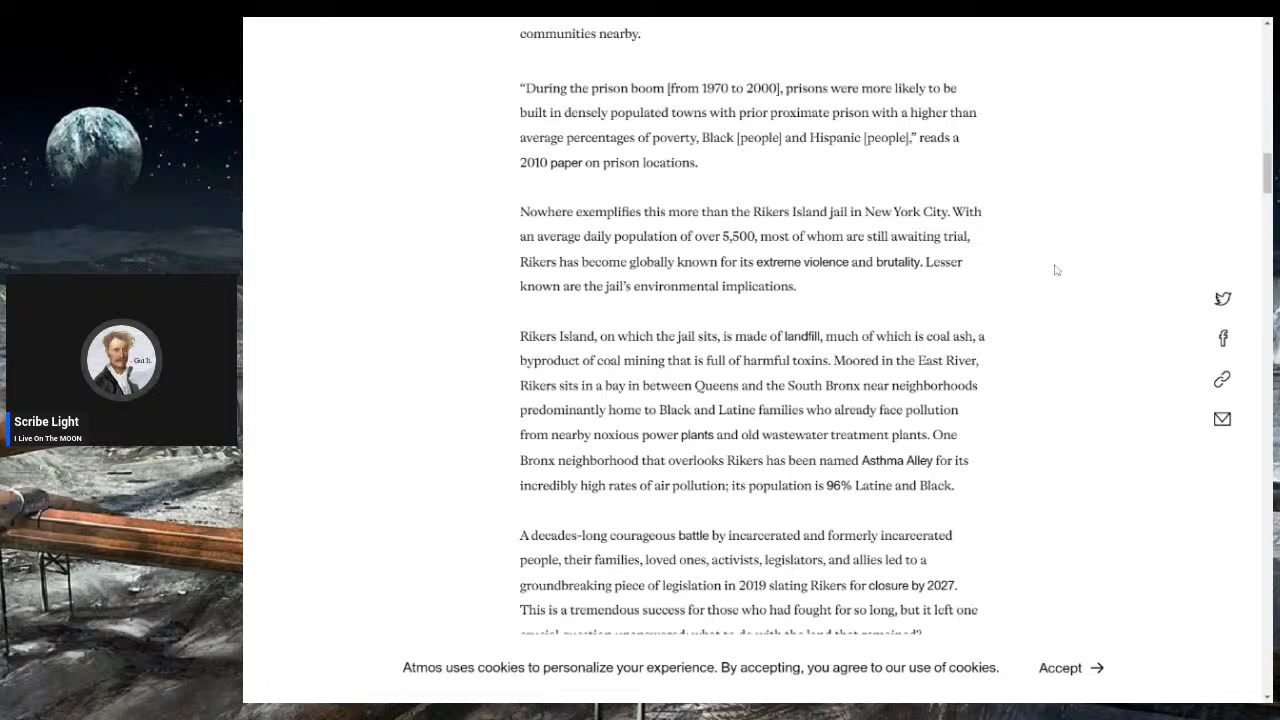 communities nearby.
“During the prison boom [from 1970 to 2000], prisons were more likely to be
built in densely populated towns with prior proximate prison with a higher than
average percentages of poverty, Black [people] and Hispanic [people],” reads a
2010 paper on prison locations.
Nowhere exemplifies this more than the Rikers Island jail in New York City. With
an average daily population of over 5,500, most of whom are still awaiting trial,
Rikers has become globally known for its extreme violence and brutality. Lesser
known are the jail’s environmental implications.
Rikers Island, on which the jail sits, is made of landfill, much of which is coal ash, a
byproduct of coal mining that is full of harmful toxins. Moored in the East River,
Rikers sits in a bay in between Queens and the South Bronx near neighborhoods
predominantly home to Black and Latine families who already face pollution
from nearby noxious power plants and old wastewater treatment plants. One
Bronx neighborhood that overlooks Rikers has been named Asthma Alley for its
incredibly high rates of air pollution; its population is 96% Latine and Black.
A decades-long courageous battle by incarcerated and formerly incarcerated
people, their families, loved ones, activists, legislators, and allies led to a
groundbreaking piece of legislation in 2019 slating Rikers for closure by 2027.
This is a tremendous success for those who had fought for so long, but it left one
crucial question unanswered: what to do with the land that remained?
Atmos uses cookies to personalize your experience. By accepting, you agree to our use of cookies.
Accept →
- Got It.
Scribe Light
I Live On The MOON